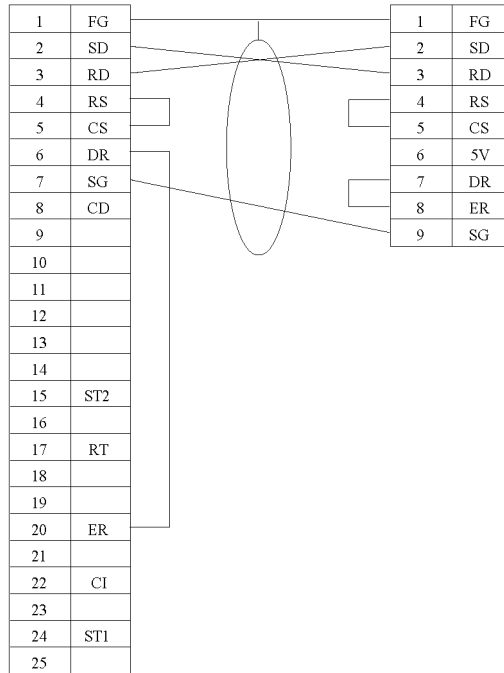 1 FG
2 SD
3 RD
4 RS
5 CS
6 DR
7 SG
8 CD
9
10
11
12
13
14
15 ST2
16
17 RT
18
19
20 ER
21
22 CI
23
24 ST1
25
1 FG
2 SD
3 RD
4 RS
5 CS
6 5V
7 DR
8 ER
9 SG